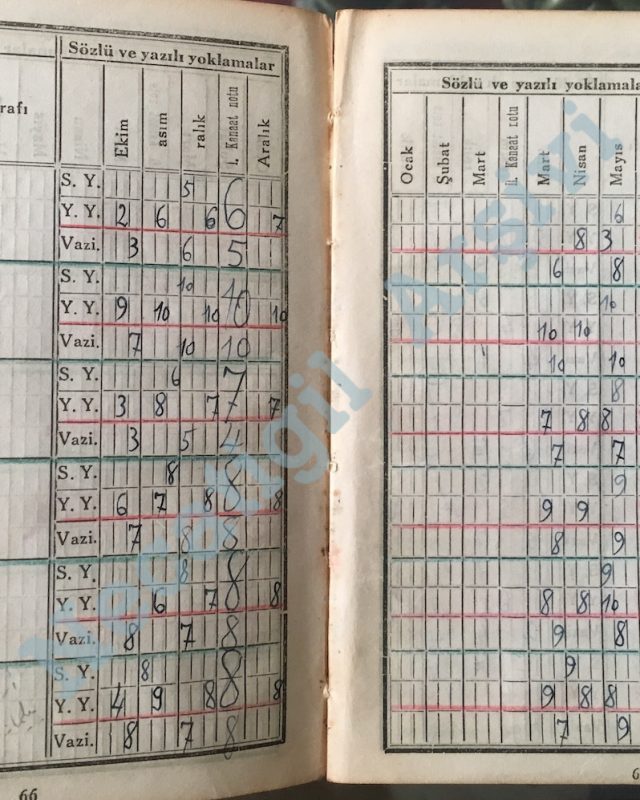 Sözlü ve yazılı yoklamalar
rafı
Ekim
asım
ralık
I. Kanaat notu
Aralık
S. Y. 5 6
Y. Y. 2 6 6 7
Vazi. 3 6 5
S. Y. 10 10
Y. Y. 9 10 10 10
Vazi. 7 10 10
S. Y. 6 7
Y. Y. 3 8 7 7
Vazi. 3 5 4
S. Y. 8 8
Y. Y. 6 7 8 8
Vazi. 7 8 8
S. Y. 8 8
Y. Y. 6 7 8
Vazi. 8 7 8
S. Y. 8 8
Y. Y. 4 9 8 8
Vazi. 8 7 8
66
Sözlü ve yazılı yoklamala
Ocak
Şubat
Mart
II. Kanaat notu
Mart
Nisan
Mayıs
6
8 3
6 8
10
10 10
10 10
8
7 8 8
7 7
9
9 9
8 9
9
8 8 10
9 8
9
9 8 8
7 9
6
Necatigil Arşivi